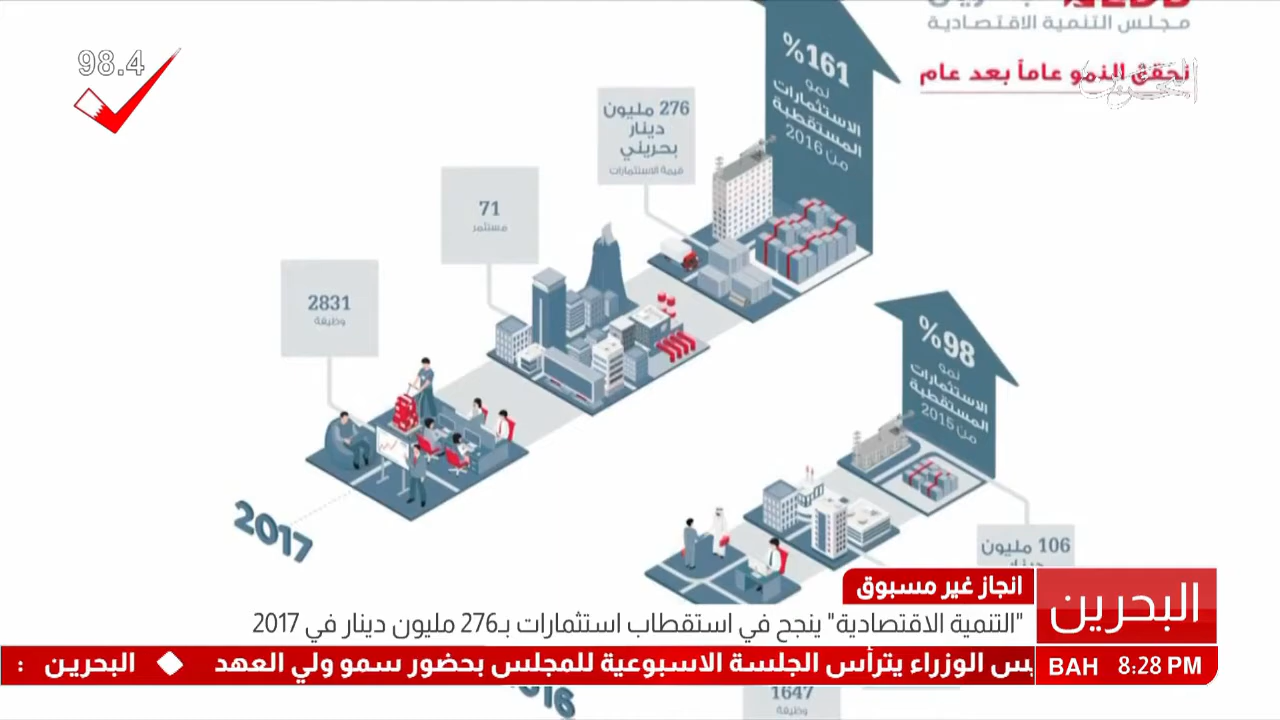 مجلس التنمية الاقتصادية
نحقق النمو عاماً بعد عام
98.4
%161
نمو
الاستثمارات
المستقطبة
من 2016
276 مليون
دينار
بحريني
قيمة الاستثمارات
71
مستثمر
2831
وظيفة
2017
%98
نمو
الاستثمارات
المستقطبة
من 2015
106 مليون
1647
وظيفة
انجاز غير مسبوق
"التنمية الاقتصادية" ينجح في استقطاب استثمارات بـ276 مليون دينار في 2017
البحرين
الوزراء يترأس الجلسة الاسبوعية للمجلس بحضور سمو ولي العهد ◆ البحرين :
BAH 8:28 PM